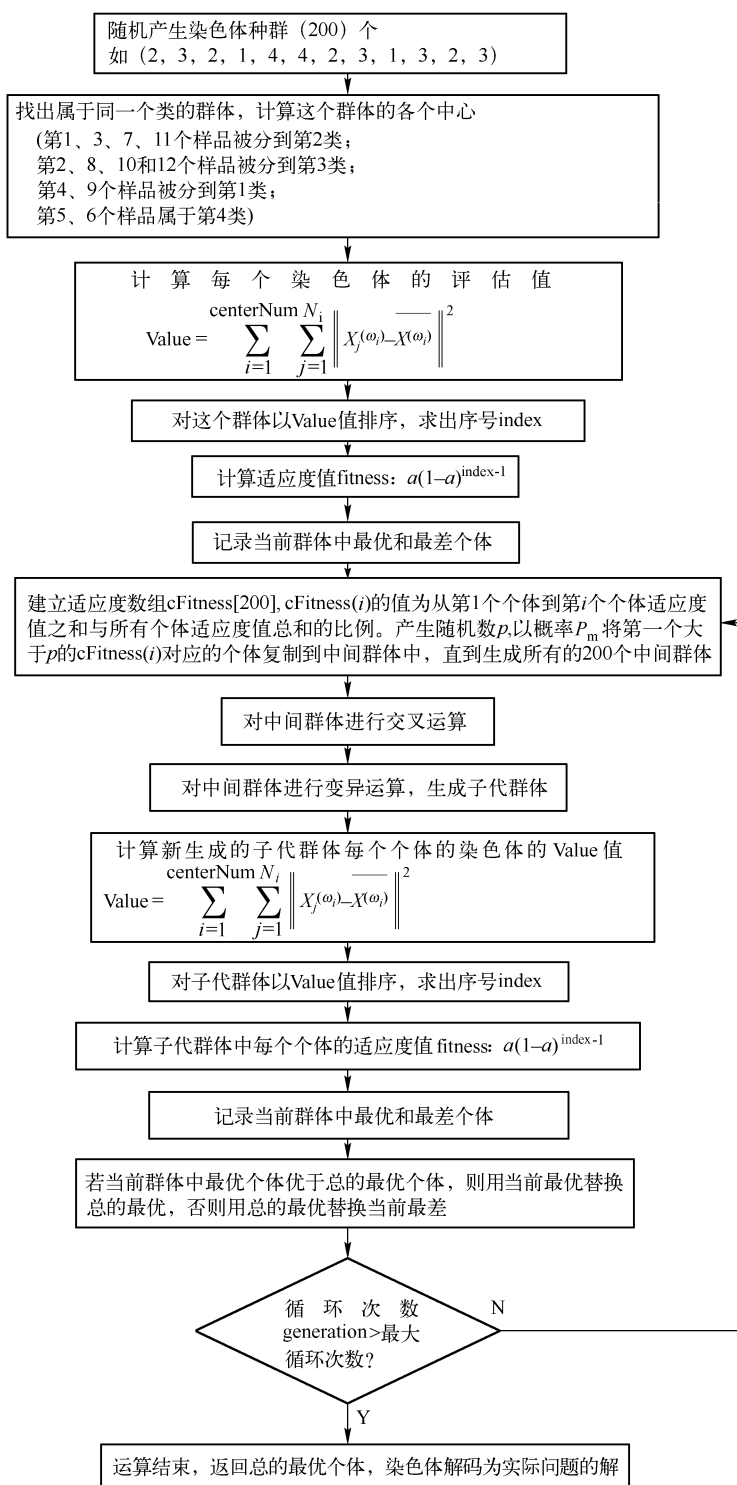 随机产生染色体种群（200）个
如（2，3，2，1，4，4，2，3，1，3，2，3）
找出属于同一个类的群体，计算这个群体的各个中心
(第1、3、7、11个样品被分到第2类；
第2、8、10和12个样品被分到第3类；
第4、9个样品被分到第1类；
第5、6个样品属于第4类)
计算每个染色体的评估值
Value = ∑_{i=1}^{centerNum} ∑_{j=1}^{N_i} ‖X_j^{(ω_i)} – \overline{X^{(ω_i)}}‖²
对这个群体以Value值排序，求出序号index
计算适应度值fitness：a(1–a)^{index-1}
记录当前群体中最优和最差个体
建立适应度数组cFitness[200], cFitness(i)的值为从第1个个体到第i个个体适应度
值之和与所有个体适应度值总和的比例。产生随机数p,以概率P_m将第一个大
于p的cFitness(i)对应的个体复制到中间群体中，直到生成所有的200个中间群体
对中间群体进行交叉运算
对中间群体进行变异运算，生成子代群体
计算新生成的子代群体每个个体的染色体的Value值
Value = ∑_{i=1}^{centerNum} ∑_{j=1}^{N_i} ‖X_j^{(ω_i)} – \overline{X^{(ω_i)}}‖²
对子代群体以Value值排序，求出序号index
计算子代群体中每个个体的适应度值fitness：a(1–a)^{index-1}
记录当前群体中最优和最差个体
若当前群体中最优个体优于总的最优个体，则用当前最优替换
总的最优，否则用总的最优替换当前最差
循环次数
generation>最大
循环次数？
N
Y
运算结束，返回总的最优个体，染色体解码为实际问题的解